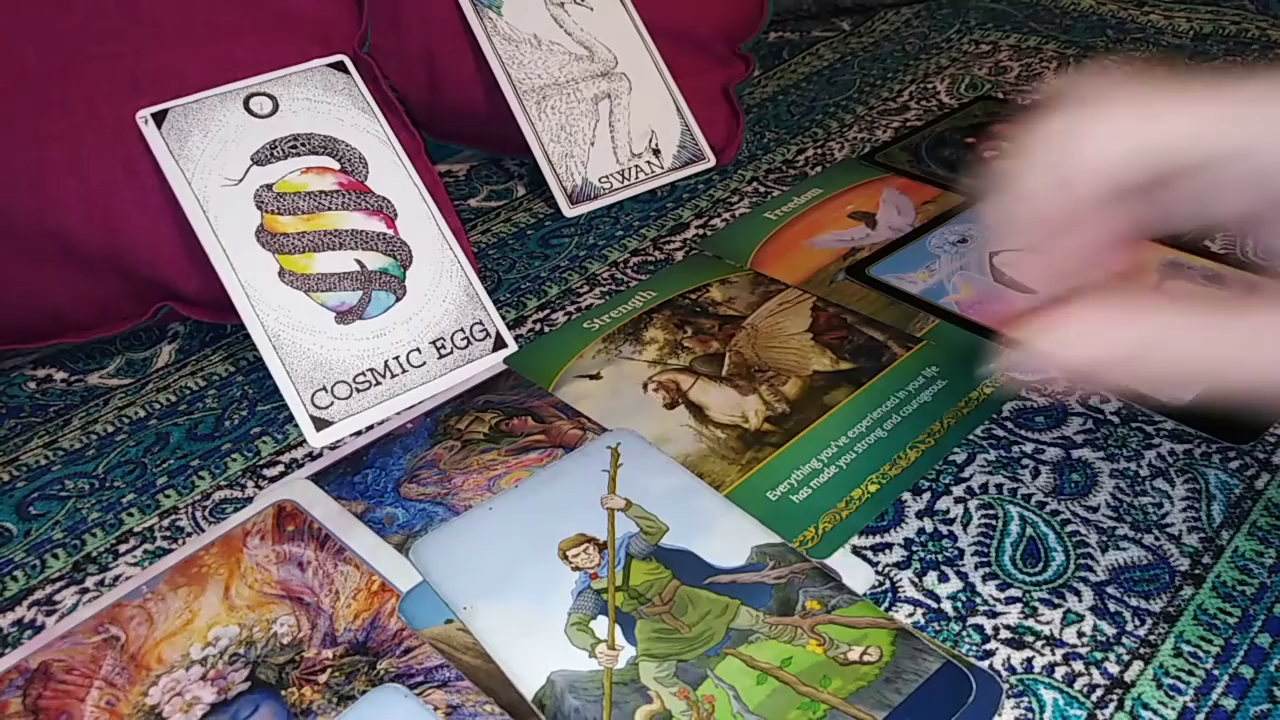 COSMIC EGG
SWAN
Freedom
Strength
Everything you've experienced in your life
has made you strong and courageous.